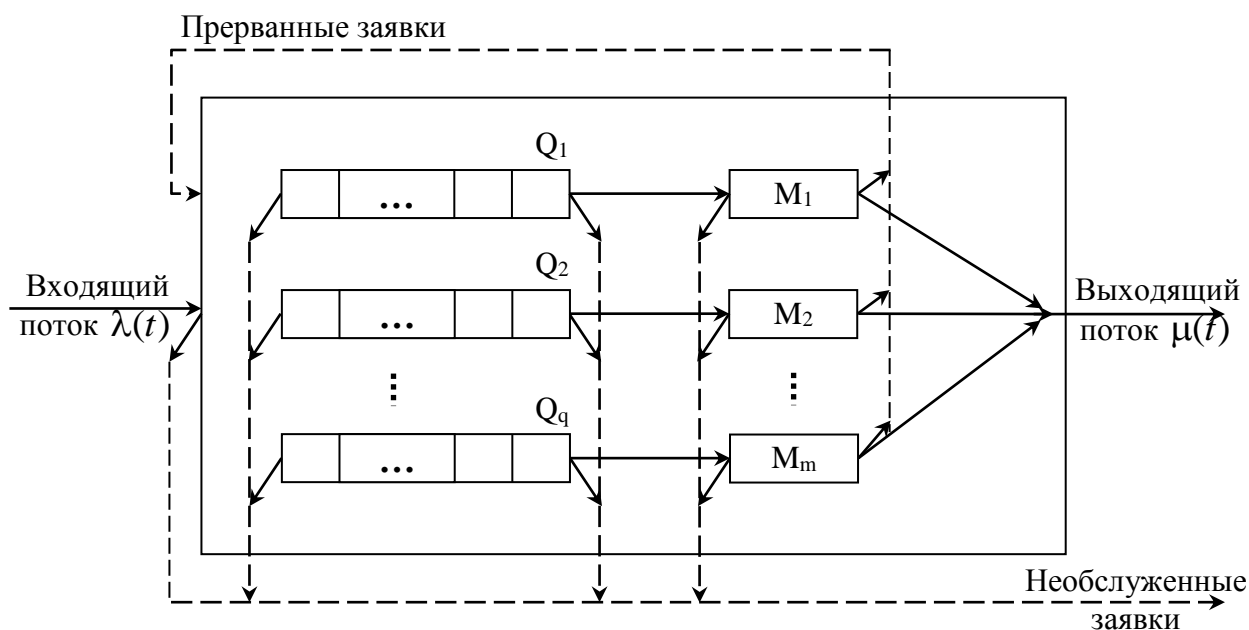 Прерванные заявки
Q1
...
M1
Входящий
поток λ(t)
Q2
...
M2
Выходящий
поток μ(t)
Qq
...
Mm
Необслуженные
заявки